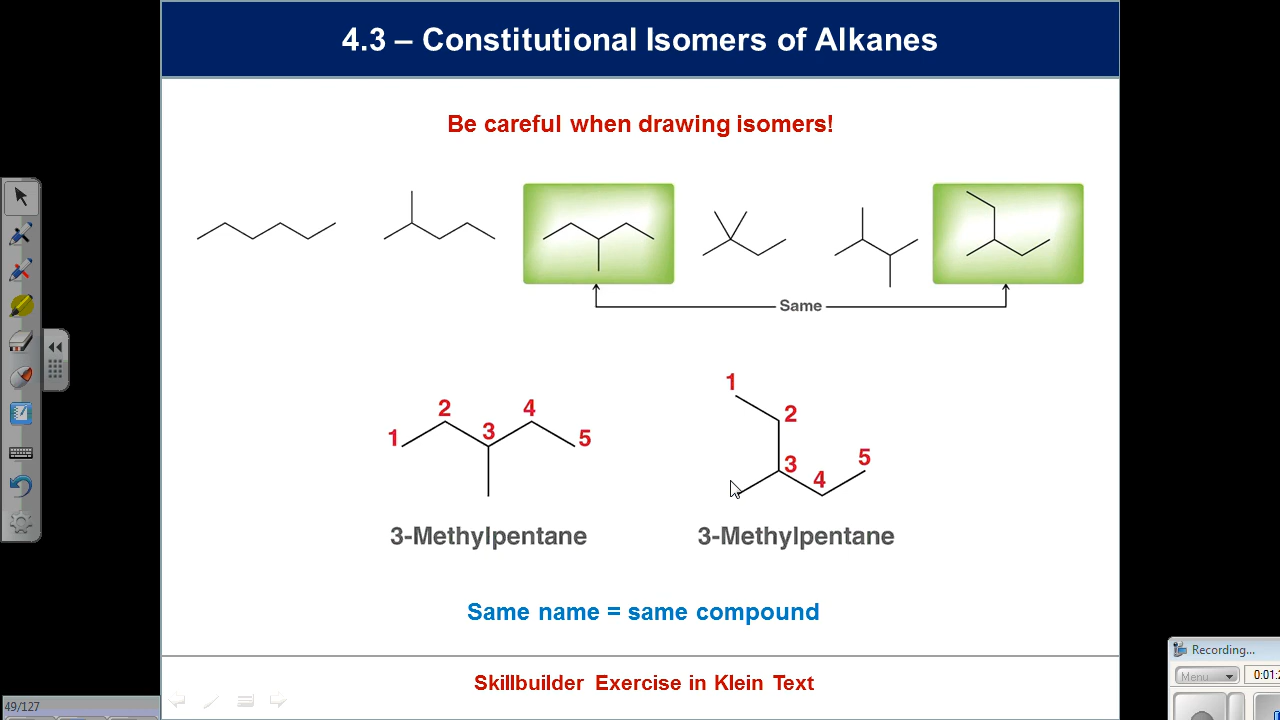 4.3 – Constitutional Isomers of Alkanes
Be careful when drawing isomers!
Same
1 2 3 4 5
1
2
3
4
5
3-Methylpentane
3-Methylpentane
Same name = same compound
Skillbuilder Exercise in Klein Text
Recording...
Menu
49/127